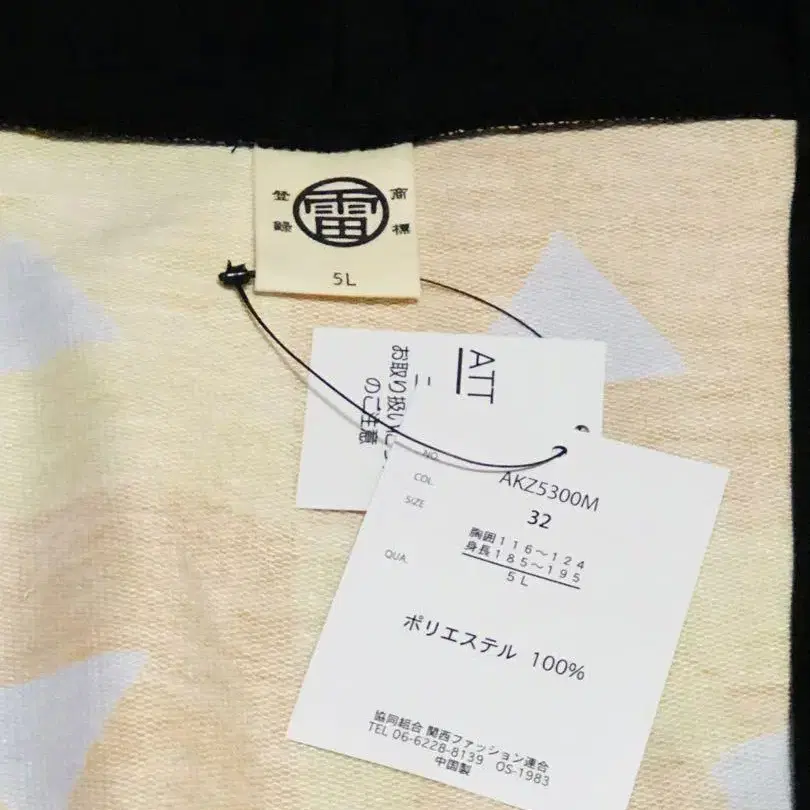 登 商
雷
録 標
5L
ATT
お取り扱いに
のご注意
NO. AKZ5300M
COL. 32
SIZE 胸囲116〜124
身長185〜195
5L
QUA.
ポリエステル 100%
協同組合 関西ファッション連合
TEL 06-6228-8139 OS-1983
中国製